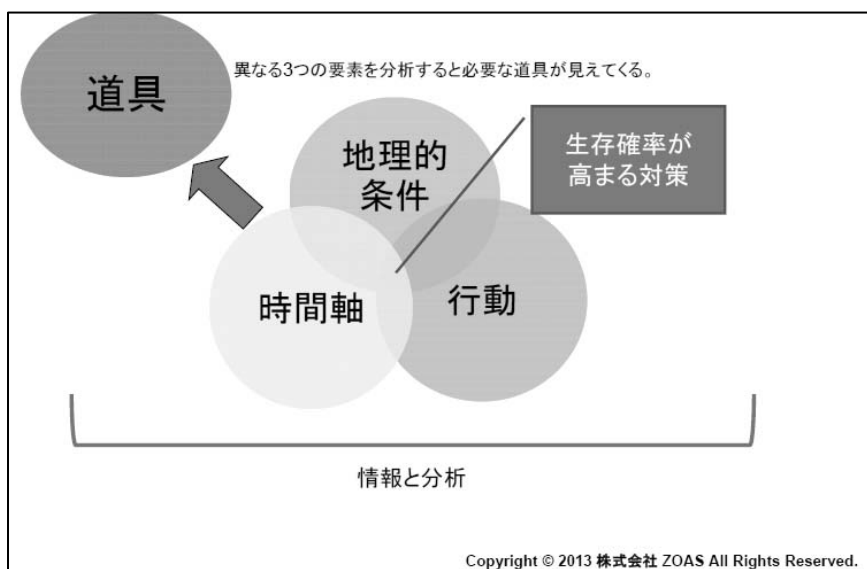 道具
異なる3つの要素を分析すると必要な道具が見えてくる。
地理的
条件
生存確率が
高まる対策
時間軸
行動
情報と分析
Copyright © 2013 株式会社 ZOAS All Rights Reserved.